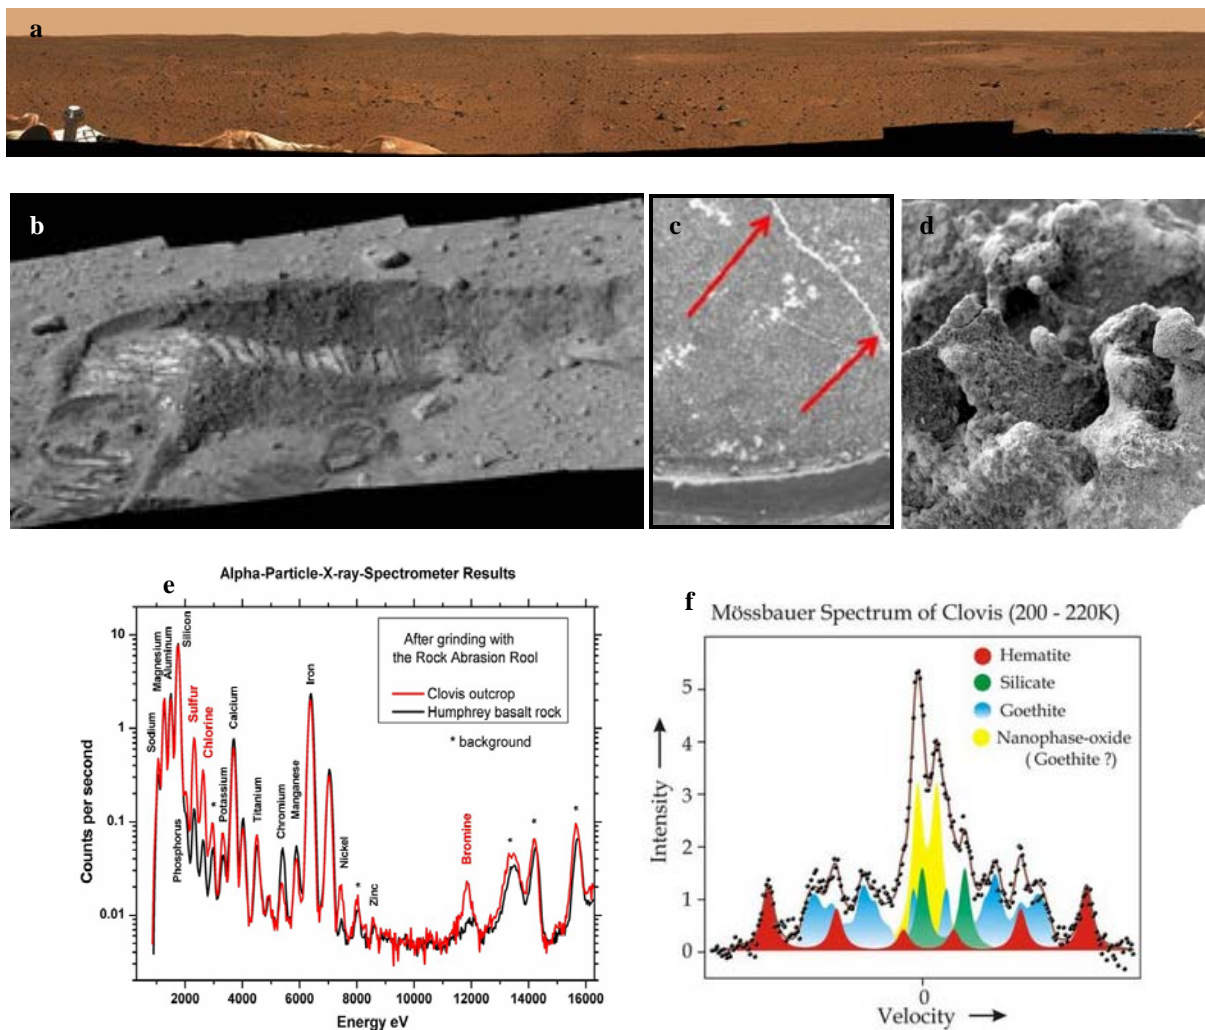 a
b
c
d
e
Alpha-Particle-X-ray-Spectrometer Results
Counts per second
10
1
0.1
0.01
2000 4000 6000 8000 10000 12000 14000 16000
Energy eV
Sodium
Magnesium
Aluminum
Silicon
Phosphorus
Sulfur
Chlorine
*
Potassium
Calcium
Titanium
Chromium
Manganese
Iron
Nickel
*
Zinc
Bromine
*
*
*
After grinding with
the Rock Abrasion Rool
Clovis outcrop
Humphrey basalt rock
* background
f
Mössbauer Spectrum of Clovis (200 - 220K)
Hematite
Silicate
Goethite
Nanophase-oxide
(Goethite ?)
Intensity
5
4
3
2
1
0
0
Velocity